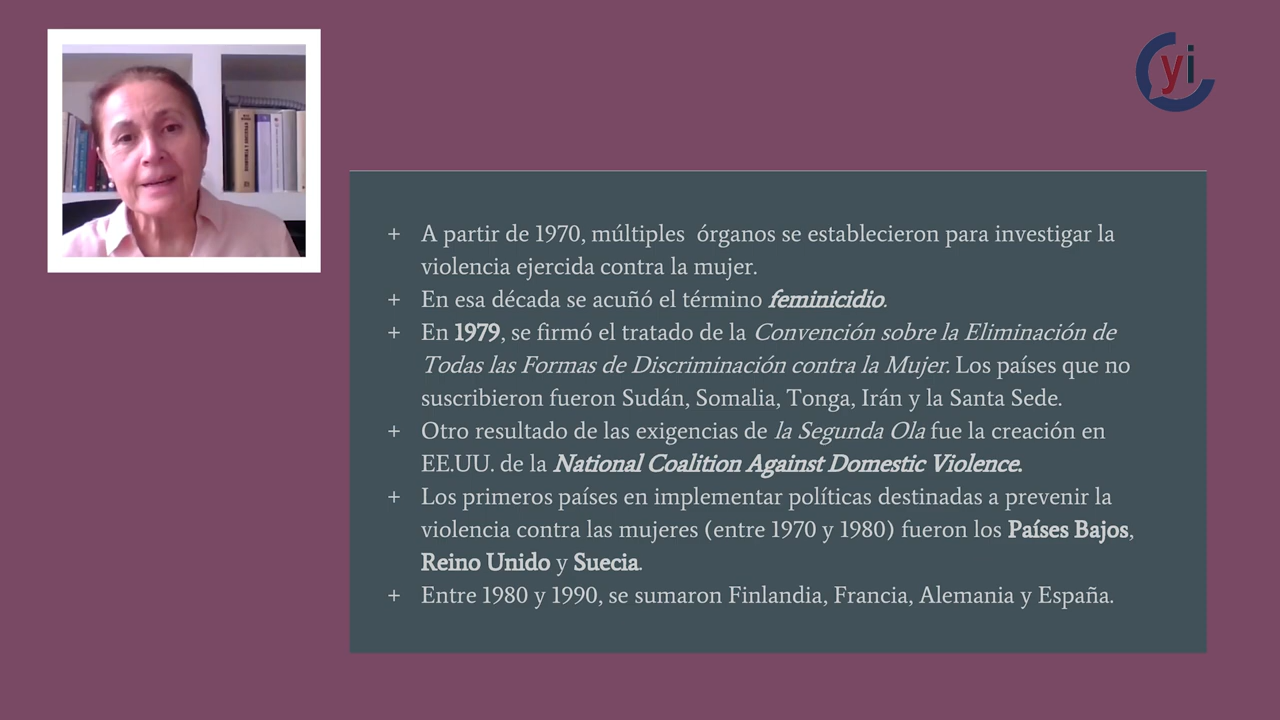 yi
+ A partir de 1970, múltiples órganos se establecieron para investigar la
violencia ejercida contra la mujer.
+ En esa década se acuñó el término feminicidio.
+ En 1979, se firmó el tratado de la Convención sobre la Eliminación de
Todas las Formas de Discriminación contra la Mujer. Los países que no
suscribieron fueron Sudán, Somalia, Tonga, Irán y la Santa Sede.
+ Otro resultado de las exigencias de la Segunda Ola fue la creación en
EE.UU. de la National Coalition Against Domestic Violence.
+ Los primeros países en implementar políticas destinadas a prevenir la
violencia contra las mujeres (entre 1970 y 1980) fueron los Países Bajos,
Reino Unido y Suecia.
+ Entre 1980 y 1990, se sumaron Finlandia, Francia, Alemania y España.